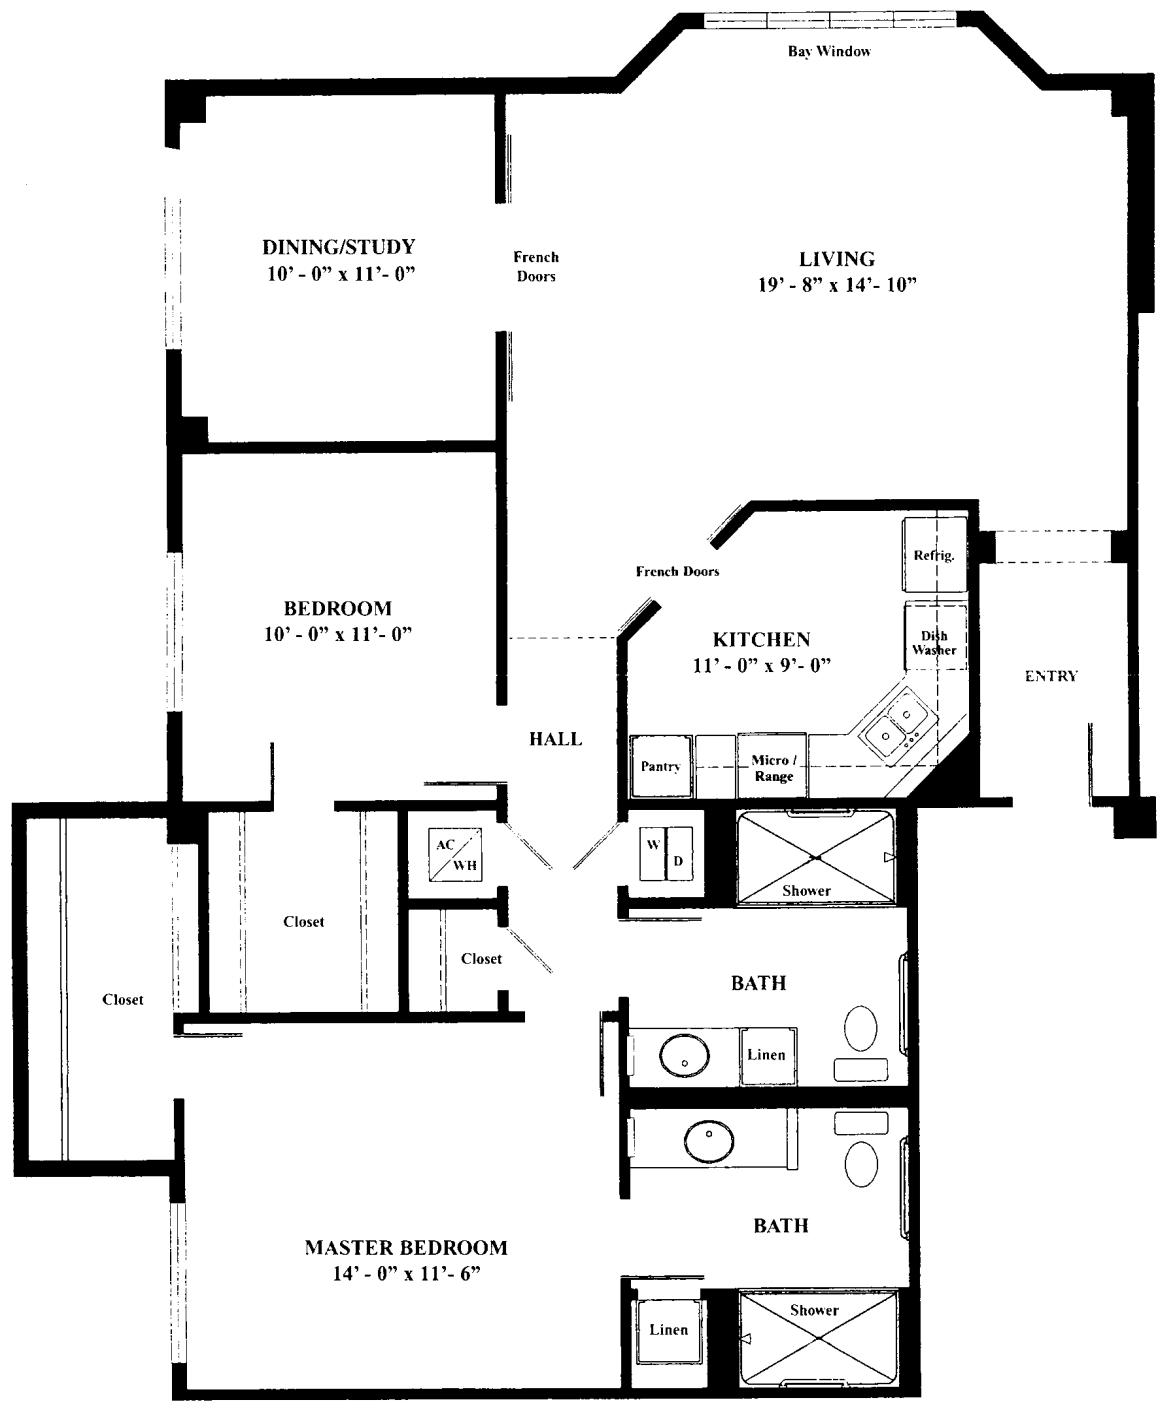 Bay Window
DINING/STUDY
10' - 0” x 11'- 0”
French
Doors
LIVING
19' - 8” x 14'- 10”
BEDROOM
10' - 0” x 11'- 0”
French Doors
Refrig.
KITCHEN
11' - 0” x 9'- 0”
Dish
Washer
ENTRY
HALL
Pantry
Micro /
Range
AC
WH
W
D
Shower
Closet
Closet
Closet
BATH
Linen
BATH
MASTER BEDROOM
14' - 0” x 11'- 6”
Linen
Shower